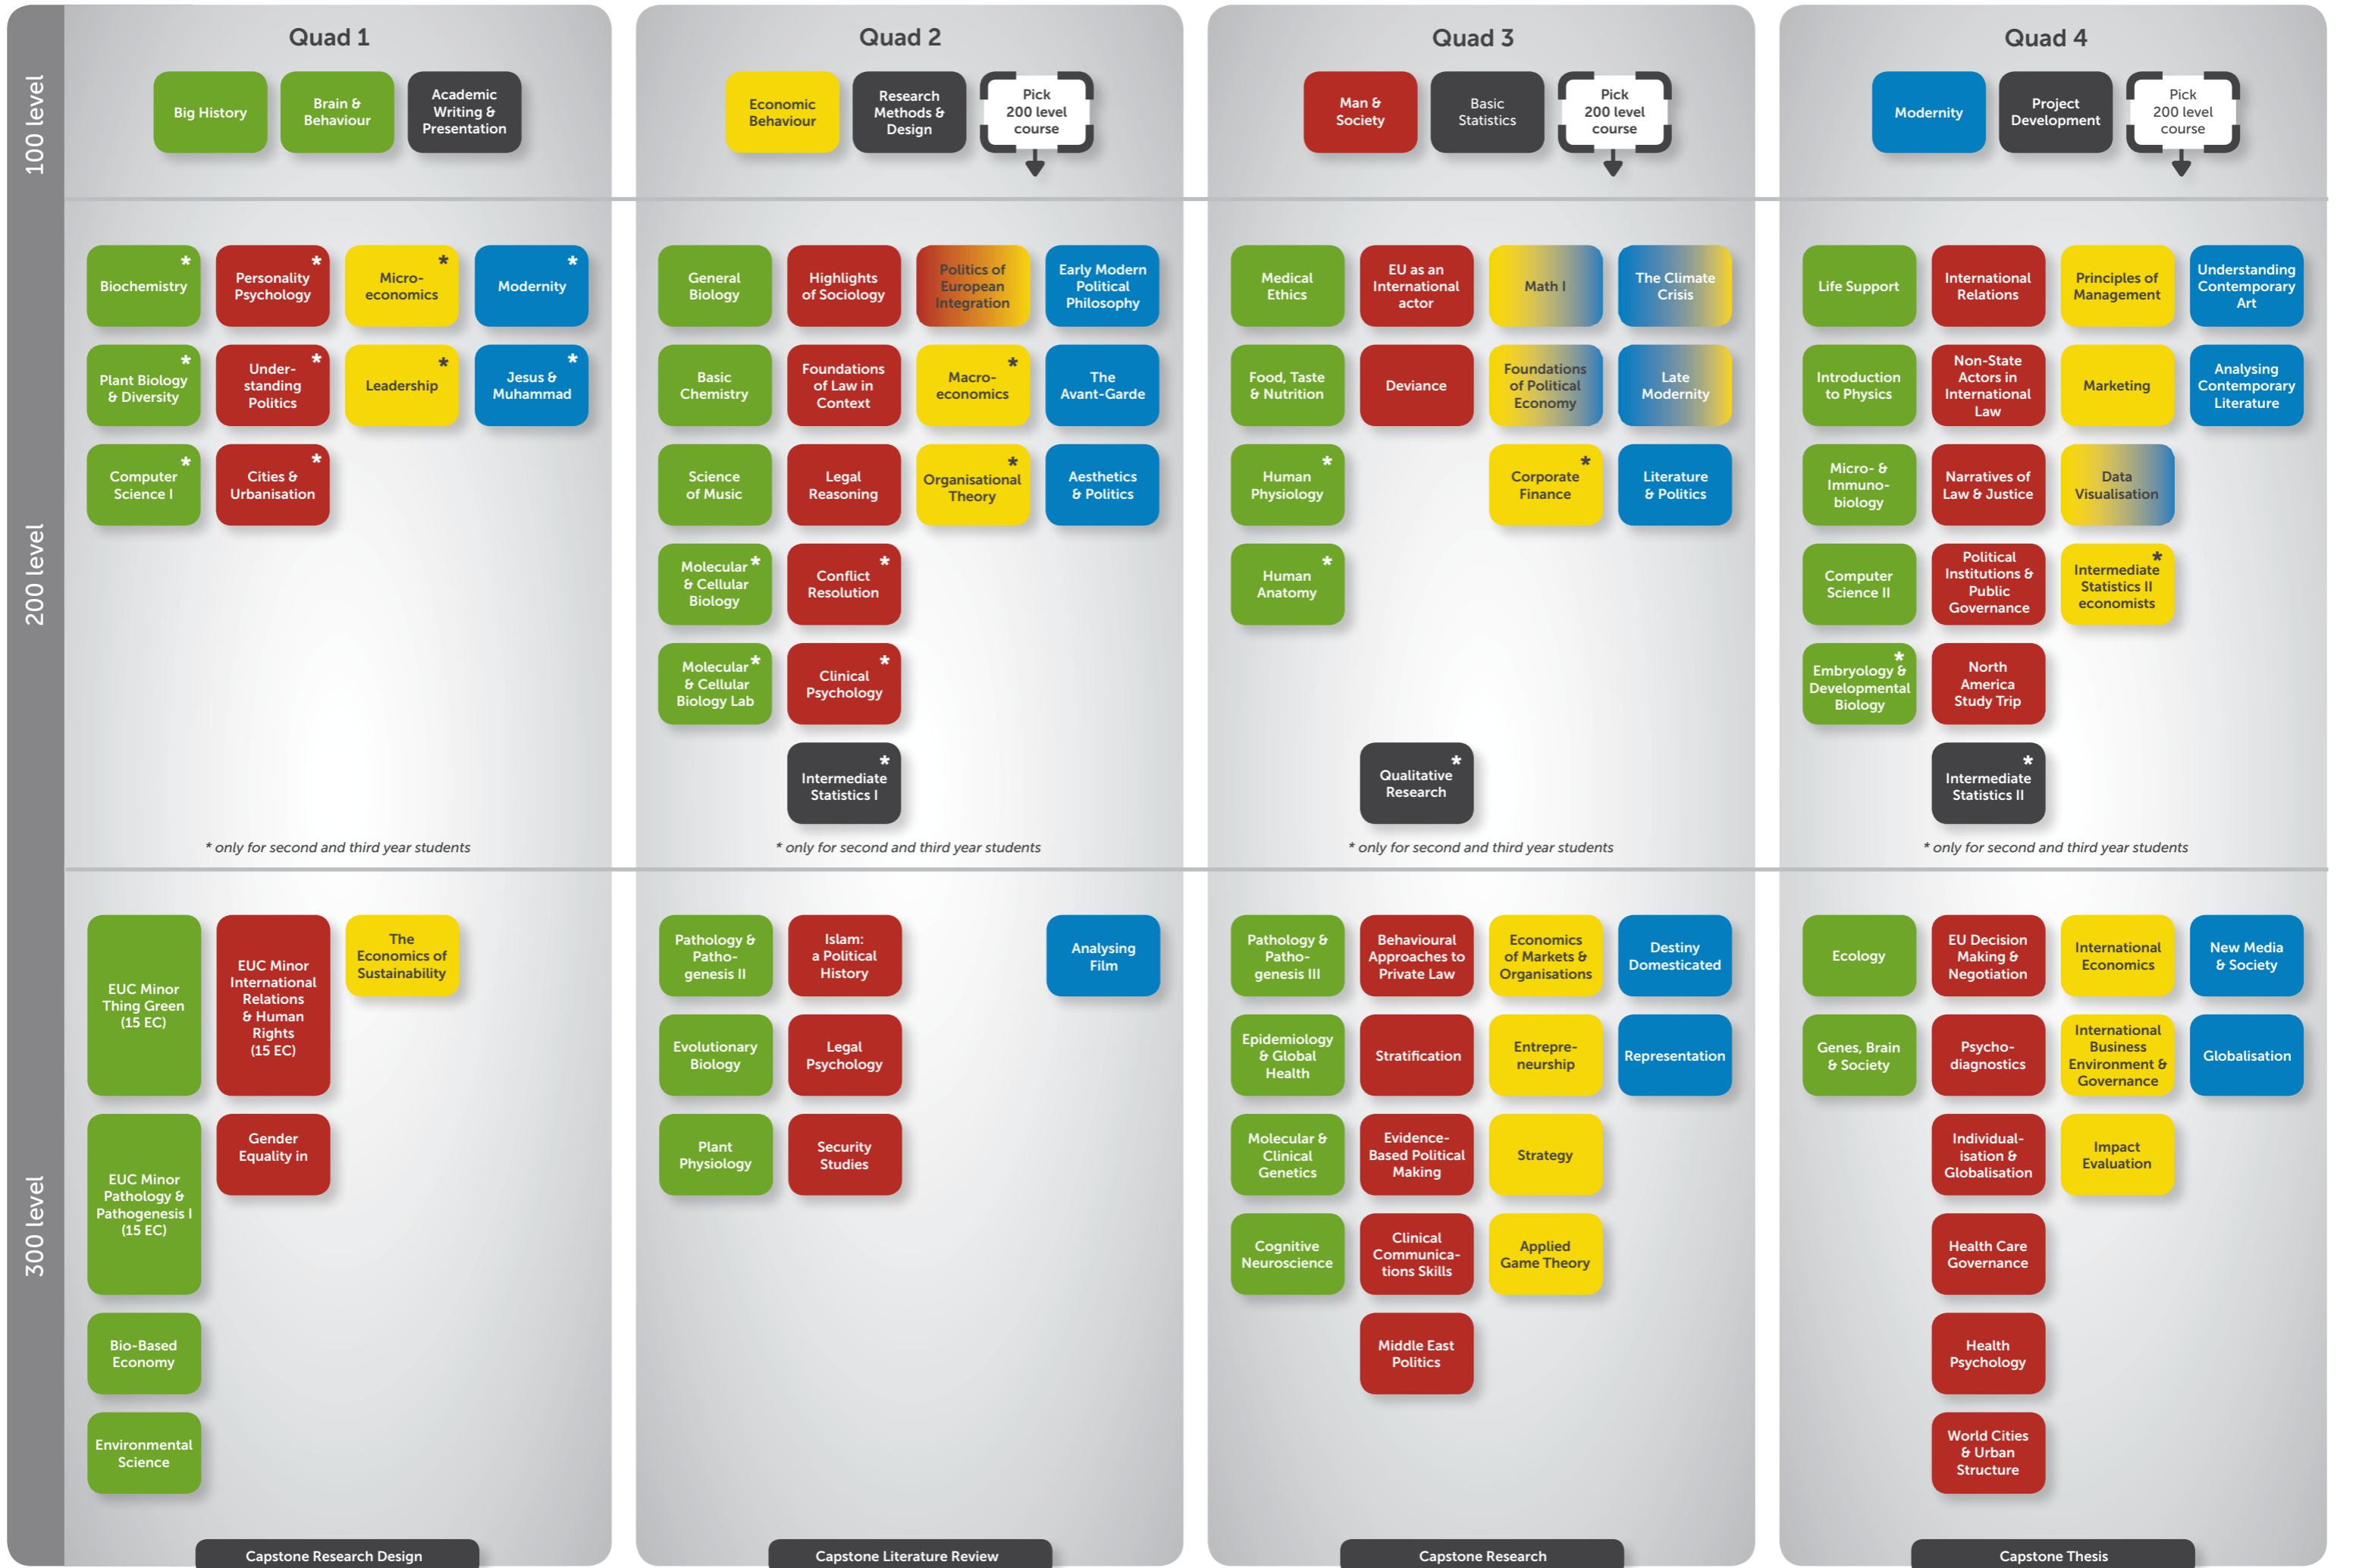 100 level
200 level
300 level
Quad 1
Big History
Brain &
Behaviour
Academic
Writing &
Presentation
*
Biochemistry
*
Personality
Psychology
*
Micro-
economics
*
Modernity
*
Plant Biology
& Diversity
*
Under-
standing
Politics
*
Leadership
*
Jesus &
Muhammad
*
Computer
Science I
*
Cities &
Urbanisation
* only for second and third year students
EUC Minor
Thing Green
(15 EC)
EUC Minor
International
Relations
& Human
Rights
(15 EC)
The
Economics of
Sustainability
EUC Minor
Pathology &
Pathogenesis I
(15 EC)
Gender
Equality in
Bio-Based
Economy
Environmental
Science
Capstone Research Design
Quad 2
Economic
Behaviour
Research
Methods &
Design
Pick
200 level
course
General
Biology
Highlights
of Sociology
Politics of
European
Integration
Early Modern
Political
Philosophy
Basic
Chemistry
Foundations
of Law in
Context
*
Macro-
economics
The
Avant-Garde
Science
of Music
Legal
Reasoning
*
Organisational
Theory
Aesthetics
& Politics
*
Molecular
& Cellular
Biology
*
Conflict
Resolution
*
Molecular
& Cellular
Biology Lab
*
Clinical
Psychology
*
Intermediate
Statistics I
* only for second and third year students
Pathology &
Patho-
genesis II
Islam:
a Political
History
Analysing
Film
Evolutionary
Biology
Legal
Psychology
Plant
Physiology
Security
Studies
Capstone Literature Review
Quad 3
Man &
Society
Basic
Statistics
Pick
200 level
course
Medical
Ethics
EU as an
International
actor
Math I
The Climate
Crisis
Food, Taste
& Nutrition
Deviance
Foundations
of Political
Economy
Late
Modernity
*
Human
Physiology
*
Corporate
Finance
Literature
& Politics
*
Human
Anatomy
*
Qualitative
Research
* only for second and third year students
Pathology &
Patho-
genesis III
Behavioural
Approaches to
Private Law
Economics
of Markets &
Organisations
Destiny
Domesticated
Epidemiology
& Global
Health
Stratification
Entrepre-
neurship
Representation
Molecular &
Clinical
Genetics
Evidence-
Based Political
Making
Strategy
Cognitive
Neuroscience
Clinical
Communica-
tions Skills
Applied
Game Theory
Middle East
Politics
Capstone Research
Quad 4
Modernity
Project
Development
Pick
200 level
course
Life Support
International
Relations
Principles of
Management
Understanding
Contemporary
Art
Introduction
to Physics
Non-State
Actors in
International
Law
Marketing
Analysing
Contemporary
Literature
Micro- &
Immuno-
biology
Narratives of
Law & Justice
Data
Visualisation
Computer
Science II
Political
Institutions &
Public
Governance
*
Intermediate
Statistics II
economists
*
Embryology &
Developmental
Biology
North
America
Study Trip
*
Intermediate
Statistics II
* only for second and third year students
Ecology
EU Decision
Making &
Negotiation
International
Economics
New Media
& Society
Genes, Brain
& Society
Psycho-
diagnostics
International
Business
Environment &
Governance
Globalisation
Individual-
isation &
Globalisation
Impact
Evaluation
Health Care
Governance
Health
Psychology
World Cities
& Urban
Structure
Capstone Thesis